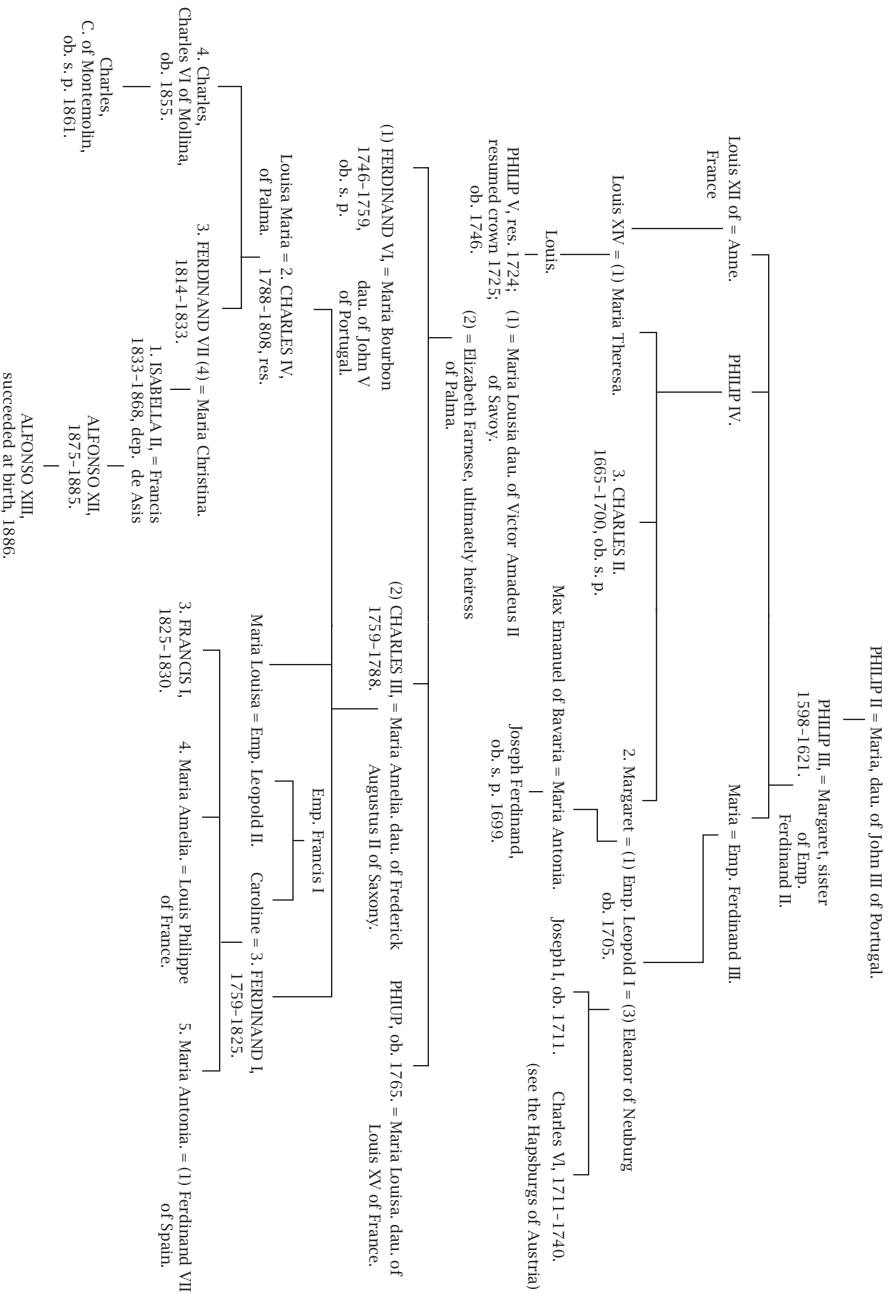 PHILIP II = Maria, dau. of John III of Portugal.
PHILIP III, = Margaret, sister
1598–1621. of Emp.
Ferdinand II.
Louis XII of = Anne.
France
PHILIP IV.
Maria = Emp. Ferdinand III.
Louis XIV = (1) Maria Theresa.
3. CHARLES II.
1665–1700, ob. s. p.
2. Margaret = (1) Emp. Leopold I = (3) Eleanor of Neuburg
ob. 1705.
Louis.
Max Emanuel of Bavaria = Maria Antonia.
Joseph I, ob. 1711.
Charles VI, 1711–1740.
(see the Hapsburgs of Austria)
PHILIP V, res. 1724;
resumed crown 1725;
ob. 1746.
(1) = Maria Lousia dau. of Victor Amadeus II
of Savoy.
(2) = Elizabeth Farnese, ultimately heiress
of Palma.
Joseph Ferdinand,
ob. s. p. 1699.
(1) FERDINAND VI, = Maria Bourbon
1746–1759, dau. of John V
ob. s. p. of Portugal.
(2) CHARLES III, = Maria Amelia. dau. of Frederick
1759–1788. Augustus II of Saxony.
PHIUP, ob. 1765. = Maria Louisa. dau. of
Louis XV of France.
Emp. Francis I
Louisa Maria = 2. CHARLES IV,
of Palma. 1788–1808, res.
Maria Louisa = Emp. Leopold II.
Caroline = 3. FERDINAND I,
1759–1825.
4. Charles,
Charles VI of Mollina,
ob. 1855.
3. FERDINAND VII (4) = Maria Christina.
1814–1833.
3. FRANCIS I,
1825–1830.
4. Maria Amelia. = Louis Philippe
of France.
5. Maria Antonia. = (1) Ferdinand VII
of Spain.
1. ISABELLA II, = Francis
1833–1868, dep. de Asis
Charles,
C. of Montemolin,
ob. s. p. 1861.
ALFONSO XII,
1875–1885.
ALFONSO XIII,
succeeded at birth, 1886.